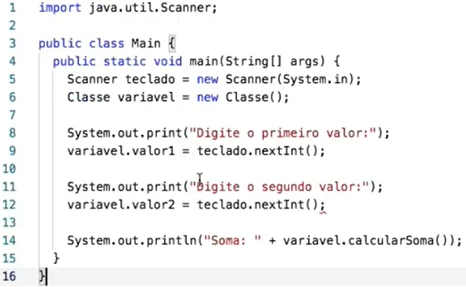 1 import java.util.Scanner;
2
3 public class Main {
4 public static void main(String[] args) {
5 Scanner teclado = new Scanner(System.in);
6 Classe variavel = new Classe();
7
8 System.out.print("Digite o primeiro valor:");
9 variavel.valor1 = teclado.nextInt();
10
11 System.out.print("Digite o segundo valor:");
12 variavel.valor2 = teclado.nextInt();
13
14 System.out.println("Soma: " + variavel.calcularSoma());
15 }
16 }